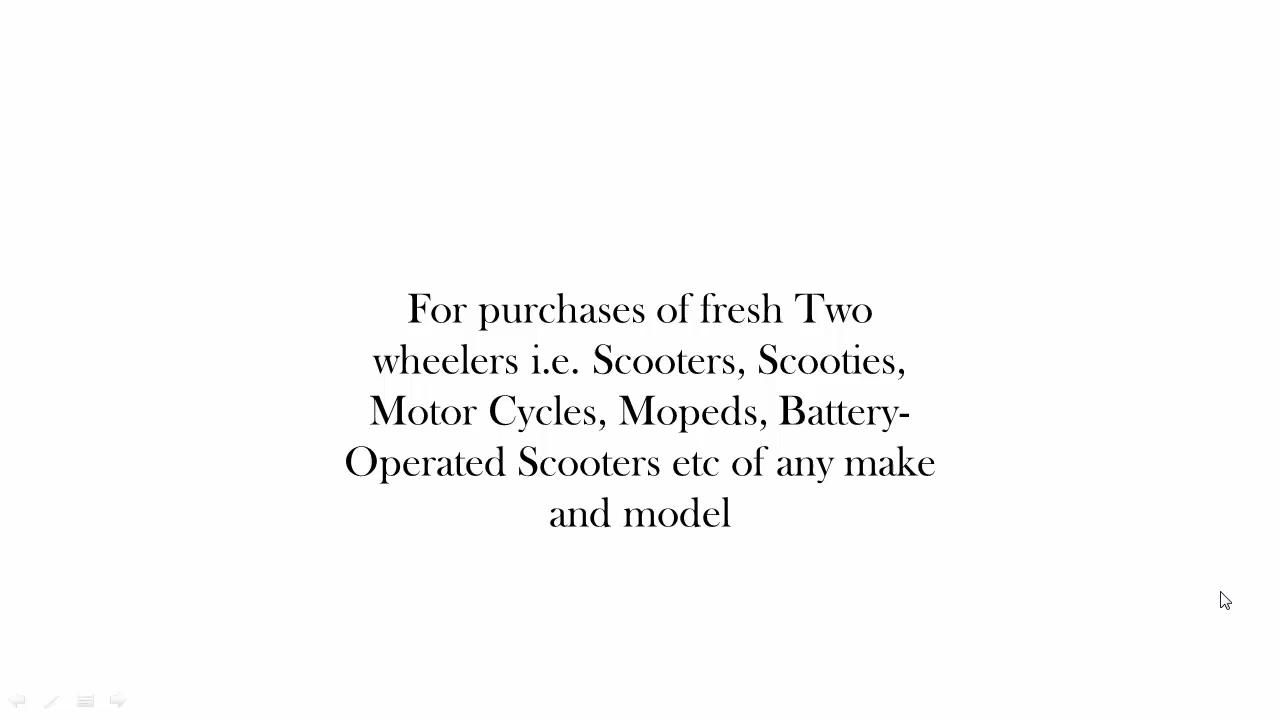 For purchases of fresh Two
wheelers i.e. Scooters, Scooties,
Motor Cycles, Mopeds, Battery-
Operated Scooters etc of any make
and model